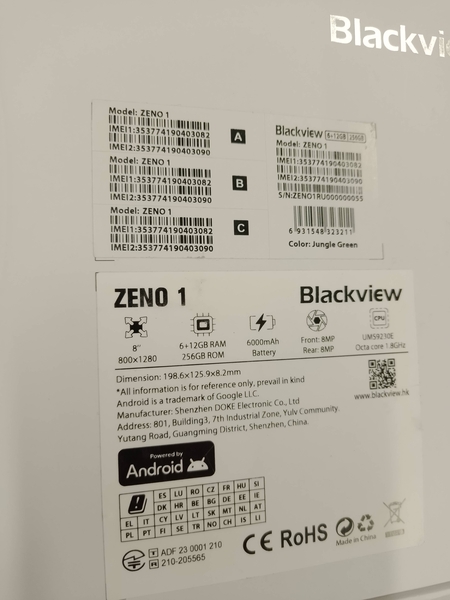 Blackvi
Model: ZENO 1
IMEI1:353774190403082
IMEI2:353774190403090
A
Model: ZENO 1
IMEI1:353774190403082
IMEI2:353774190403090
B
Model: ZENO 1
IMEI1:353774190403082
IMEI2:353774190403090
C
Blackview 6+12GB 256GB
Model: ZENO 1
IMEI1:353774190403082
IMEI2:353774190403090
S/N:ZENO1RU000000055
6 931548 323211
Color: Jungle Green
ZENO 1
Blackview
8"
800×1280
6+12GB RAM
256GB ROM
6000mAh
Battery
Front: 8MP
Rear: 8MP
CPU
UMS9230E
Octa core 1.8GHz
Dimension: 198.6×125.9×8.2mm
*All information is for reference only, prevail in kind
Android is a trademark of Google LLC.
Manufacturer: Shenzhen DOKE Electronic Co., Ltd
Address: 801, Building3, 7th Industrial Zone, Yulv Community.
Yutang Road, Guangming District, Shenzhen, China.
www.blackview.hk
Powered by
Android
ES LU RO CZ FR HU SI
DK HR BE BG DE EE IE
EL IT CY LV LT SK MT NL AT
PL PT FI SE TR NO CH IS LI
T ADF 23 0001 210
R 210-205565
CE RoHS
Made in China